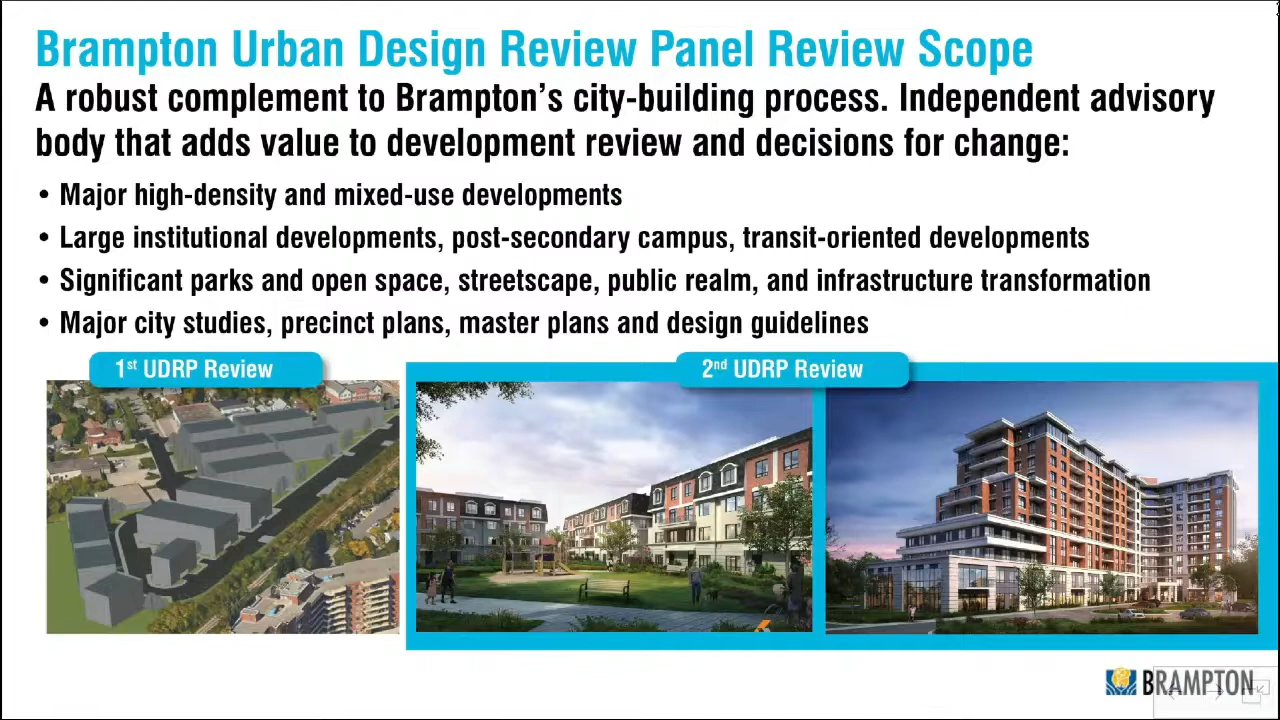 Brampton Urban Design Review Panel Review Scope
A robust complement to Brampton's city-building process. Independent advisory
body that adds value to development review and decisions for change:
• Major high-density and mixed-use developments
• Large institutional developments, post-secondary campus, transit-oriented developments
• Significant parks and open space, streetscape, public realm, and infrastructure transformation
• Major city studies, precinct plans, master plans and design guidelines
1st UDRP Review
2nd UDRP Review
BRAMPTON